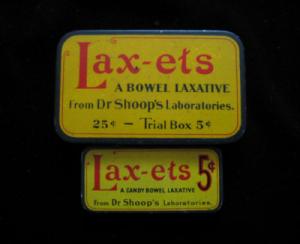 Lax-ets
A BOWEL LAXATIVE
From Dr Shoop's Laboratories.
25¢ — Trial Box 5¢
Lax-ets 5¢
A CANDY BOWEL LAXATIVE
From Dr Shoop's Laboratories.